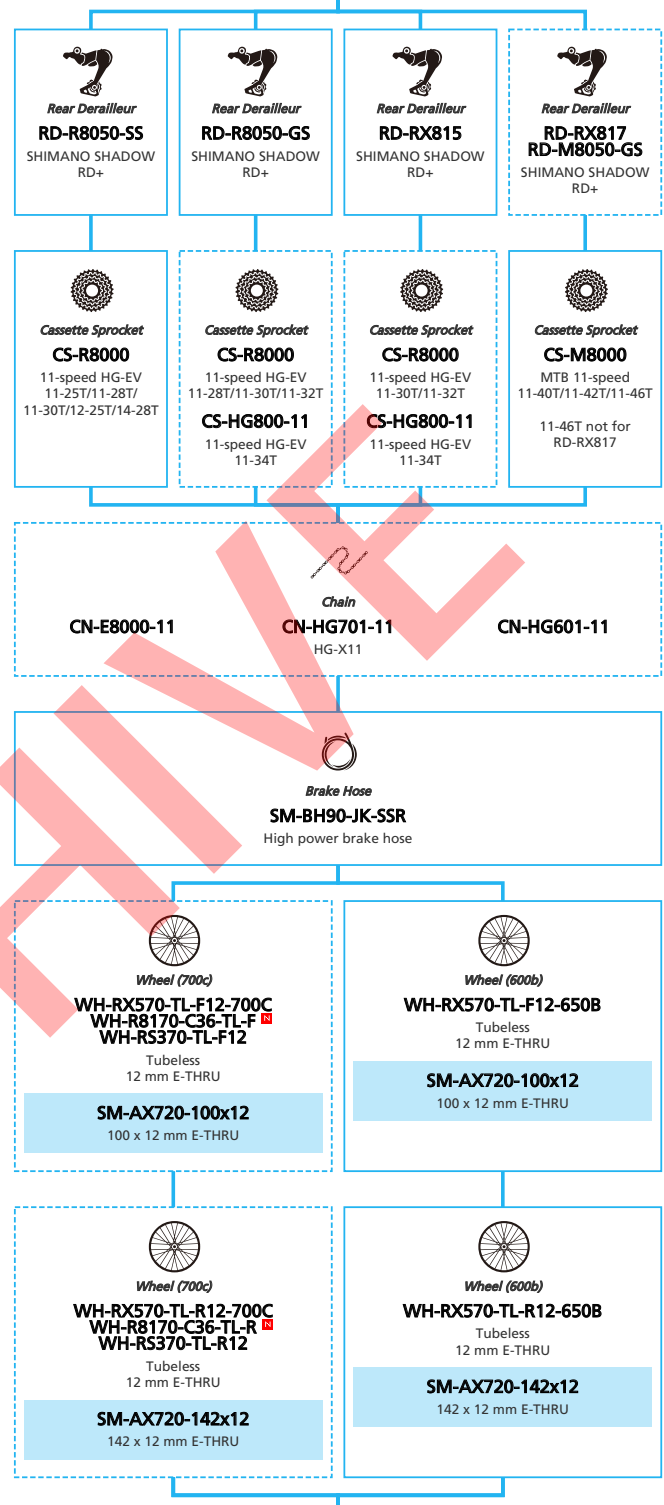 Rear Derailleur
RD-R8050-SS
SHIMANO SHADOW
RD+
Rear Derailleur
RD-R8050-GS
SHIMANO SHADOW
RD+
Rear Derailleur
RD-RX815
SHIMANO SHADOW
RD+
Rear Derailleur
RD-RX817
RD-M8050-GS
SHIMANO SHADOW
RD+
Cassette Sprocket
CS-R8000
11-speed HG-EV
11-25T/11-28T/
11-30T/12-25T/14-28T
Cassette Sprocket
CS-R8000
11-speed HG-EV
11-28T/11-30T/11-32T
CS-HG800-11
11-speed HG-EV
11-34T
Cassette Sprocket
CS-R8000
11-speed HG-EV
11-30T/11-32T
CS-HG800-11
11-speed HG-EV
11-34T
Cassette Sprocket
CS-M8000
MTB 11-speed
11-40T/11-42T/11-46T
11-46T not for
RD-RX817
Chain
CN-E8000-11
CN-HG701-11
HG-X11
CN-HG601-11
Brake Hose
SM-BH90-JK-SSR
High power brake hose
Wheel (700c)
WH-RX570-TL-F12-700C
WH-R8170-C36-TL-F N
WH-RS370-TL-F12
Tubeless
12 mm E-THRU
SM-AX720-100x12
100 x 12 mm E-THRU
Wheel (600b)
WH-RX570-TL-F12-650B
Tubeless
12 mm E-THRU
SM-AX720-100x12
100 x 12 mm E-THRU
Wheel (700c)
WH-RX570-TL-R12-700C
WH-R8170-C36-TL-R N
WH-RS370-TL-R12
Tubeless
12 mm E-THRU
SM-AX720-142x12
142 x 12 mm E-THRU
Wheel (600b)
WH-RX570-TL-R12-650B
Tubeless
12 mm E-THRU
SM-AX720-142x12
142 x 12 mm E-THRU
HIVE